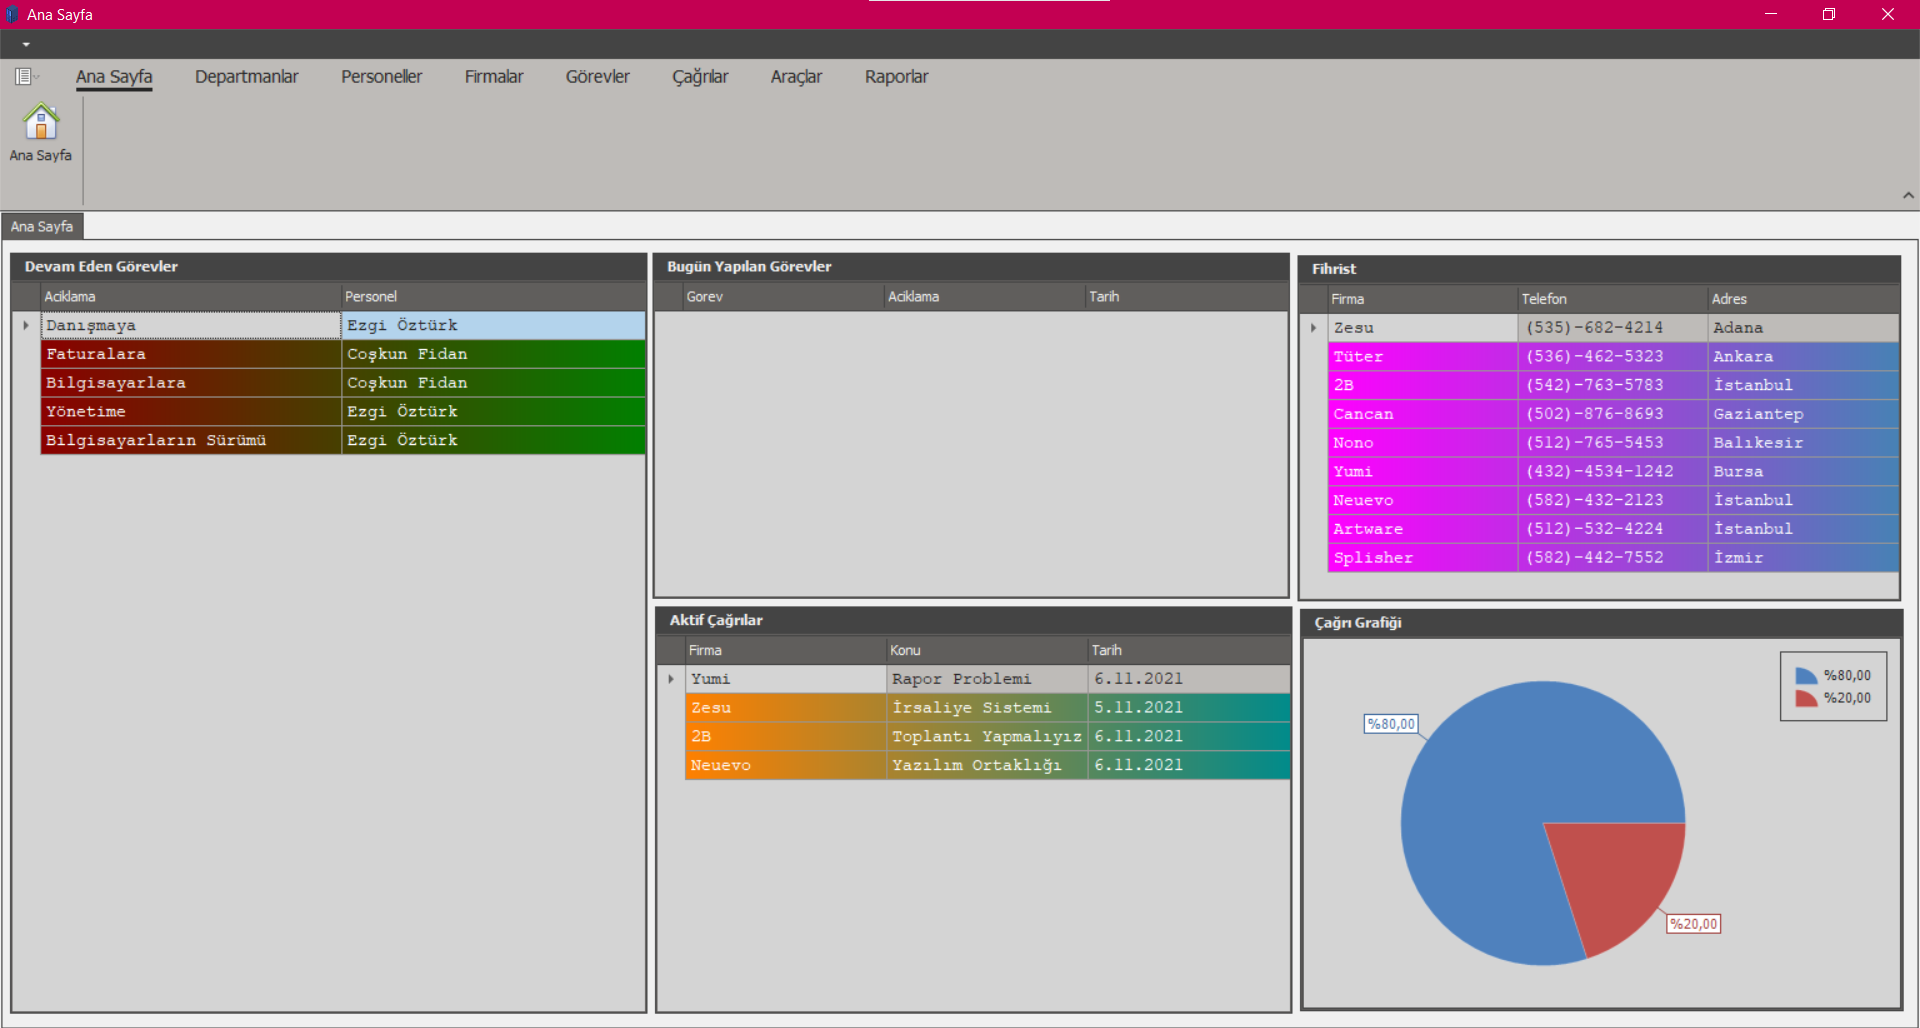 Ana Sayfa
Ana Sayfa Departmanlar Personeller Firmalar Görevler Çağrılar Araçlar Raporlar
Ana Sayfa
Ana Sayfa
Devam Eden Görevler
Aciklama Personel
Danışmaya Ezgi Öztürk
Faturalara Coşkun Fidan
Bilgisayarlara Coşkun Fidan
Yönetime Ezgi Öztürk
Bilgisayarların Sürümü Ezgi Öztürk
Bugün Yapılan Görevler
Gorev Aciklama Tarih
Fihrist
Firma Telefon Adres
Zesu (535)-682-4214 Adana
Tüter (536)-462-5323 Ankara
2B (542)-763-5783 İstanbul
Cancan (502)-876-8693 Gaziantep
Nono (512)-765-5453 Balıkesir
Yumi (432)-4534-1242 Bursa
Neuevo (582)-432-2123 İstanbul
Artware (512)-532-4224 İstanbul
Splisher (582)-442-7552 İzmir
Aktif Çağrılar
Firma Konu Tarih
Yumi Rapor Problemi 6.11.2021
Zesu İrsaliye Sistemi 5.11.2021
2B Toplantı Yapmalıyız 6.11.2021
Neuevo Yazılım Ortaklığı 6.11.2021
Çağrı Grafiği
%80,00
%20,00
%80,00
%20,00